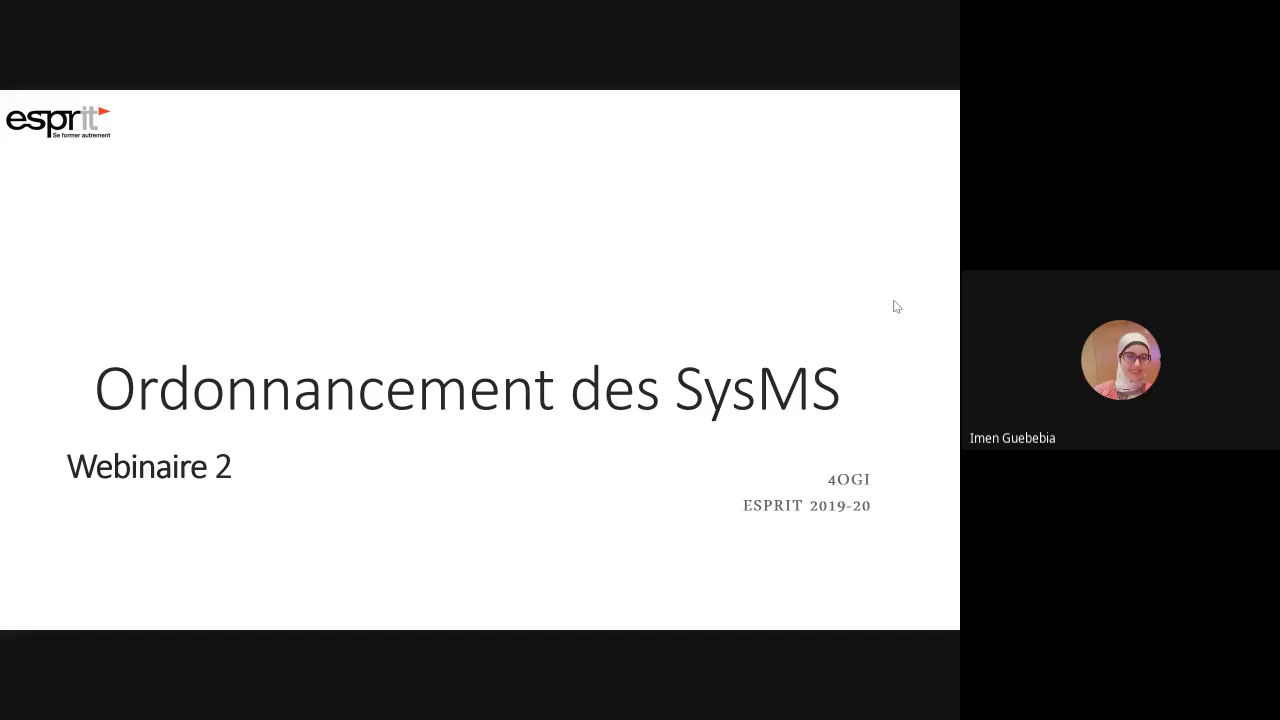 esprit
Se former autrement
Ordonnancement des SysMS
Webinaire 2
4OGI
ESPRIT 2019-20
Imen Guebebia